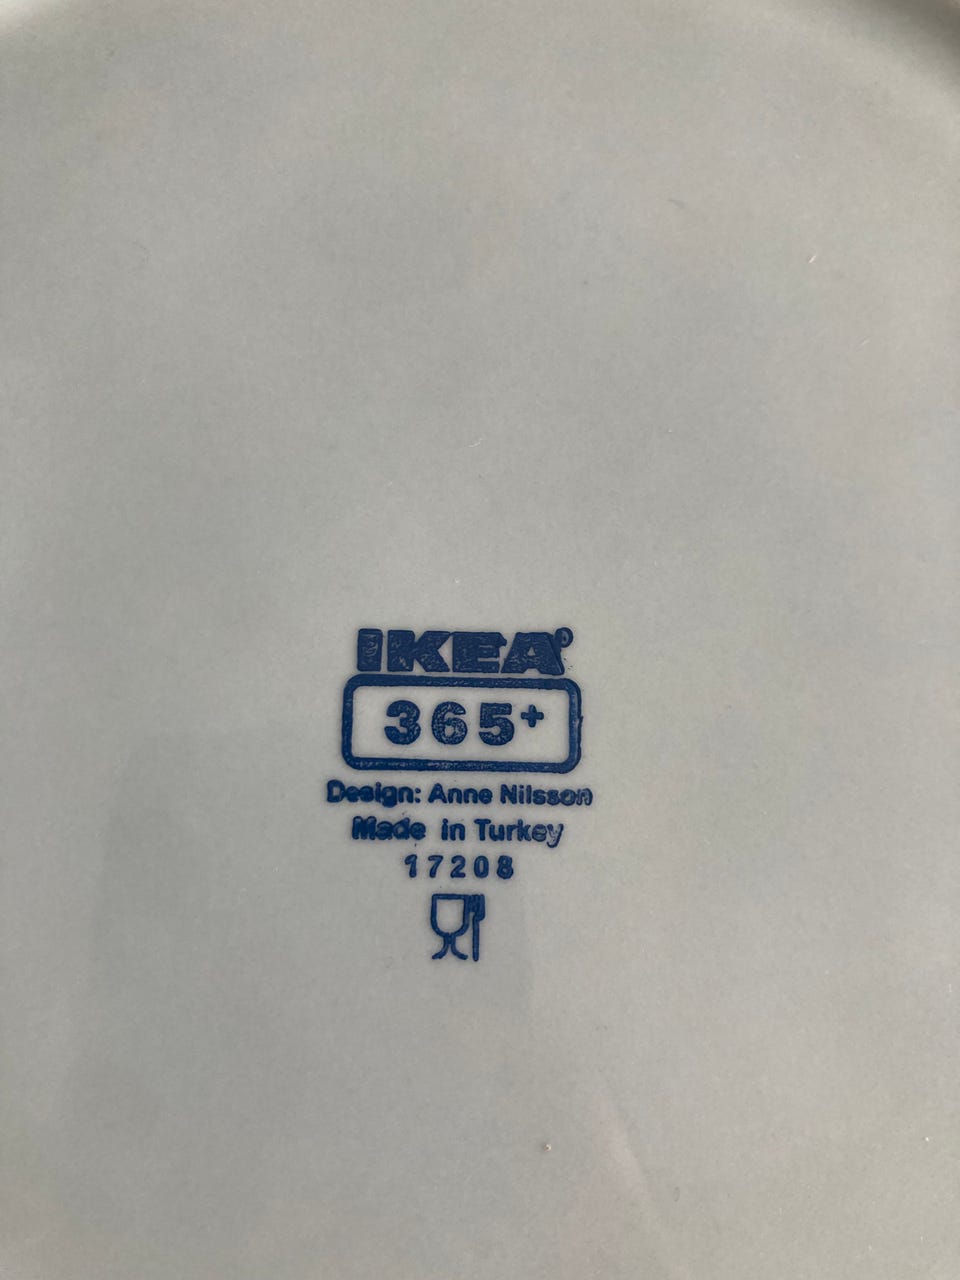 IKEA®
365+
Design: Anne Nilsson
Made in Turkey
17208